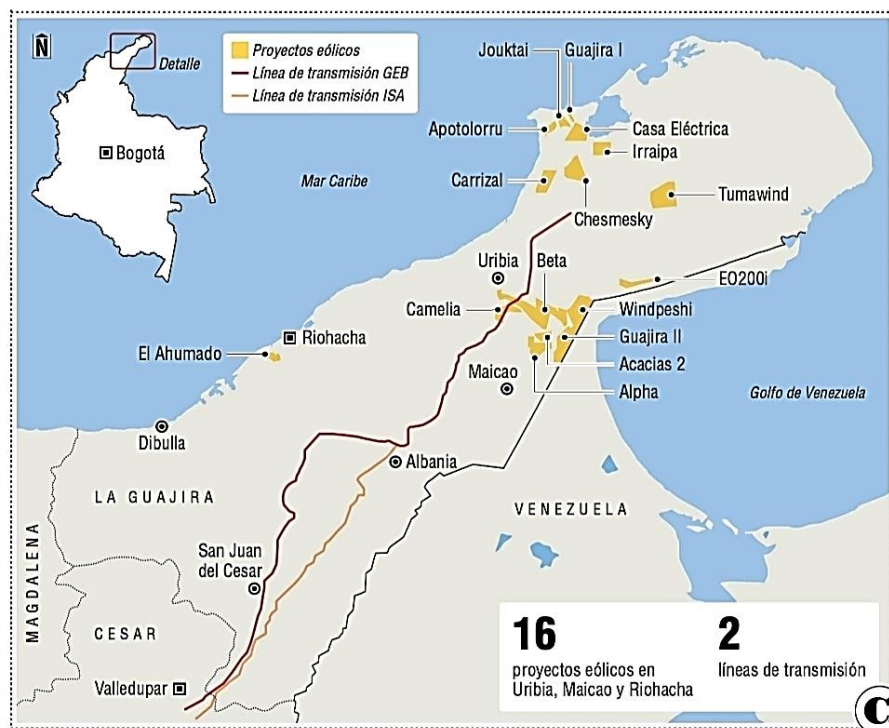 N
Detalle
Bogotá
Proyectos eólicos
Línea de transmisión GEB
Línea de transmisión ISA
Mar Caribe
Jouktai
Guajira I
Apotolorru
Casa Eléctrica
Irraipa
Carrizal
Chesmesky
Tumawind
Uribia
Beta
EO200i
Camelia
Windpeshi
Guajira II
Acacias 2
Alpha
Riohacha
El Ahumado
Maicao
Golfo de Venezuela
Dibulla
Albania
LA GUAJIRA
VENEZUELA
MAGDALENA
San Juan
del Cesar
CESAR
Valledupar
16
proyectos eólicos en
Uribia, Maicao y Riohacha
2
líneas de transmisión
C